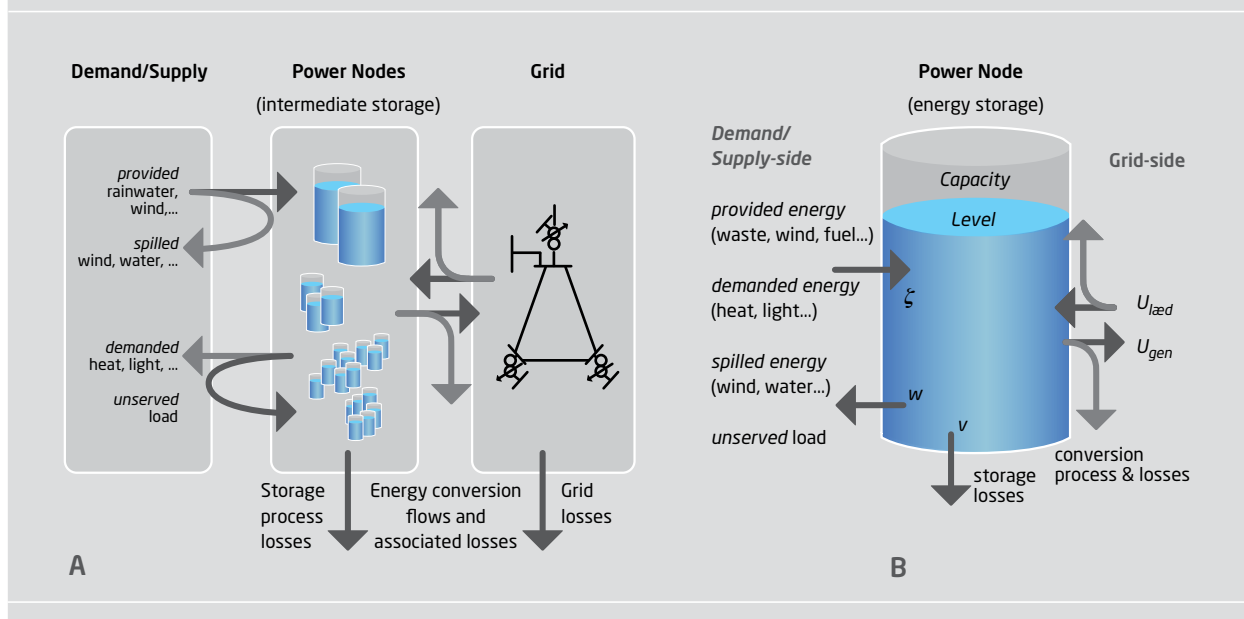 Demand/Supply
Power Nodes
(intermediate storage)
Grid
provided
rainwater,
wind,...
spilled
wind, water, ...
demanded
heat, light, ...
unserved
load
Storage
process
losses
Energy conversion
flows and
associated losses
Grid
losses
A
Power Node
(energy storage)
Demand/
Supply-side
Grid-side
Capacity
Level
provided energy
(waste, wind, fuel...)
demanded energy
(heat, light...)
ζ
spilled energy
(wind, water...)
unserved load
w
v
Ulæd
Ugen
storage
losses
conversion
process & losses
B